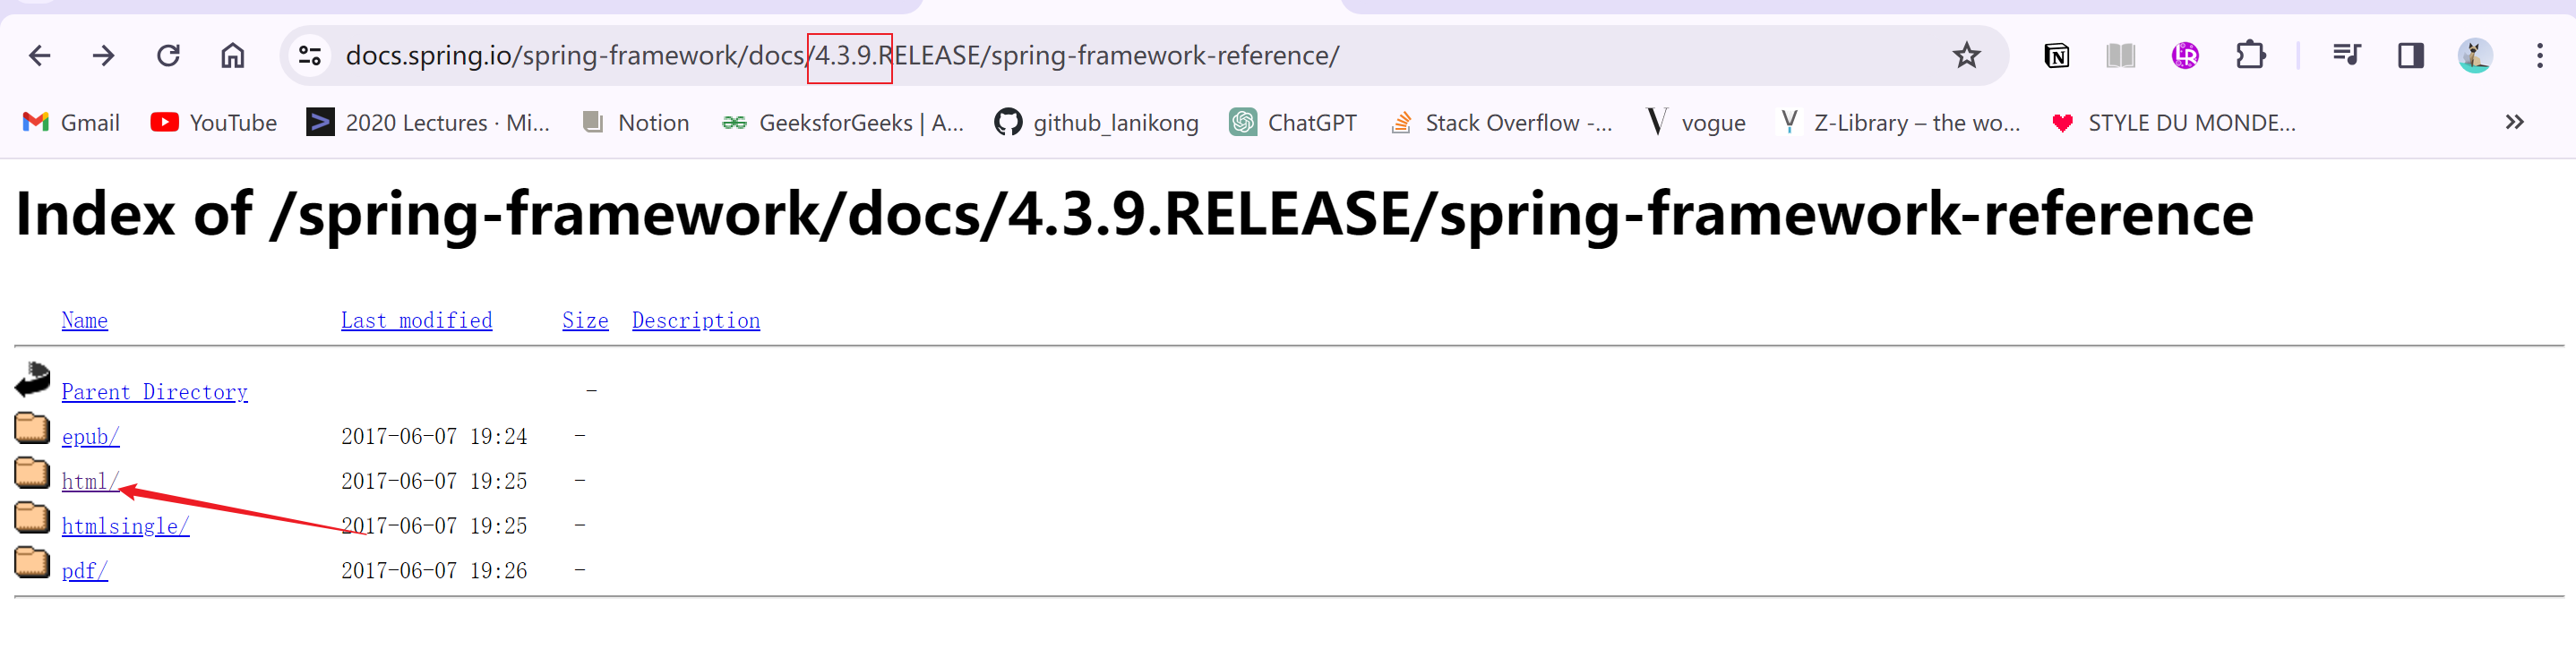 docs.spring.io/spring-framework/docs/4.3.9.RELEASE/spring-framework-reference/
Gmail YouTube 2020 Lectures · Mi... Notion GeeksforGeeks | A... github_lanikong ChatGPT Stack Overflow -... vogue Z-Library – the wo... STYLE DU MONDE...
Index of /spring-framework/docs/4.3.9.RELEASE/spring-framework-reference
Name Last modified Size Description
Parent Directory -
epub/ 2017-06-07 19:24 -
html/ 2017-06-07 19:25 -
htmlsingle/ 2017-06-07 19:25 -
pdf/ 2017-06-07 19:26 -